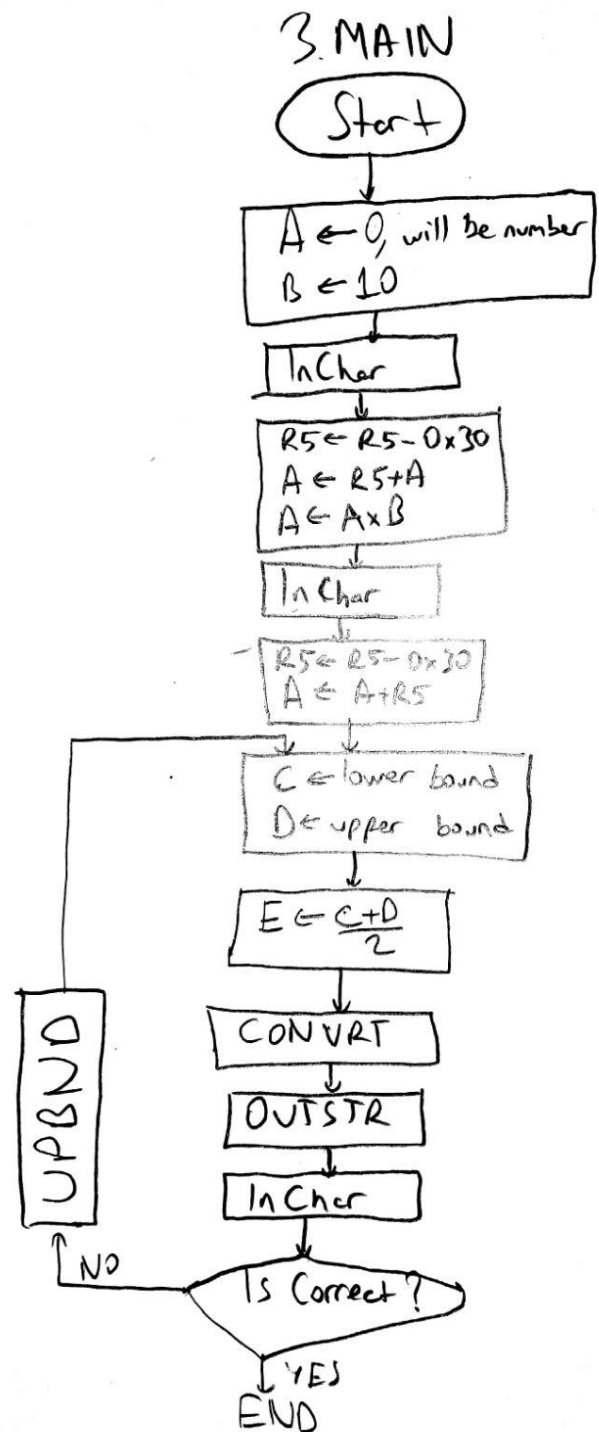 3. MAIN
Start
A ← 0, will be number
B ← 10
InChar
R5 ← R5 - 0x30
A ← R5+A
A ← A×B
InChar
R5 ← R5 - 0x30
A ← A+R5
C ← lower bound
D ← upper bound
E ← C+D
2
CONVRT
OUTSTR
InChar
Is Correct?
NO
UPBND
YES
END